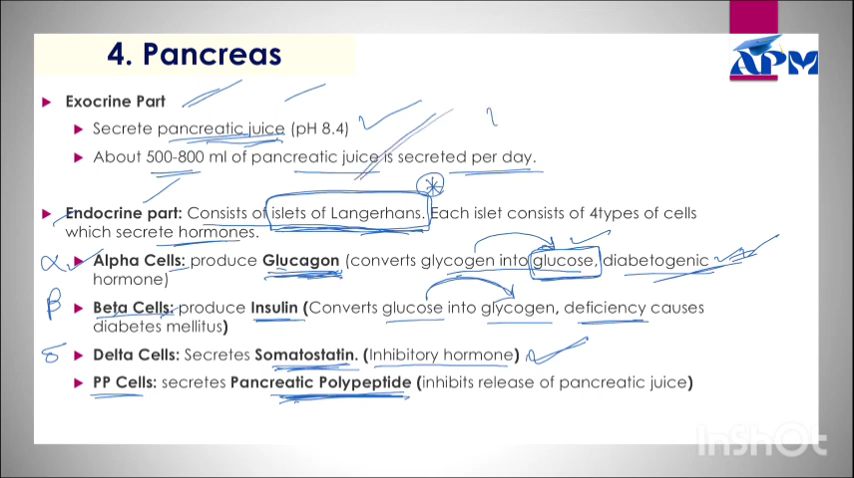 4. Pancreas
APM
Exocrine Part
Secrete pancreatic juice (pH 8.4)
About 500-800 ml of pancreatic juice is secreted per day.
Endocrine part: Consists of islets of Langerhans. Each islet consists of 4types of cells
which secrete hormones.
α Alpha Cells: produce Glucagon (converts glycogen into glucose, diabetogenic
hormone)
β Beta Cells: produce Insulin (Converts glucose into glycogen, deficiency causes
diabetes mellitus)
δ Delta Cells: Secretes Somatostatin. (Inhibitory hormone)
PP Cells: secretes Pancreatic Polypeptide (inhibits release of pancreatic juice)
InShOt